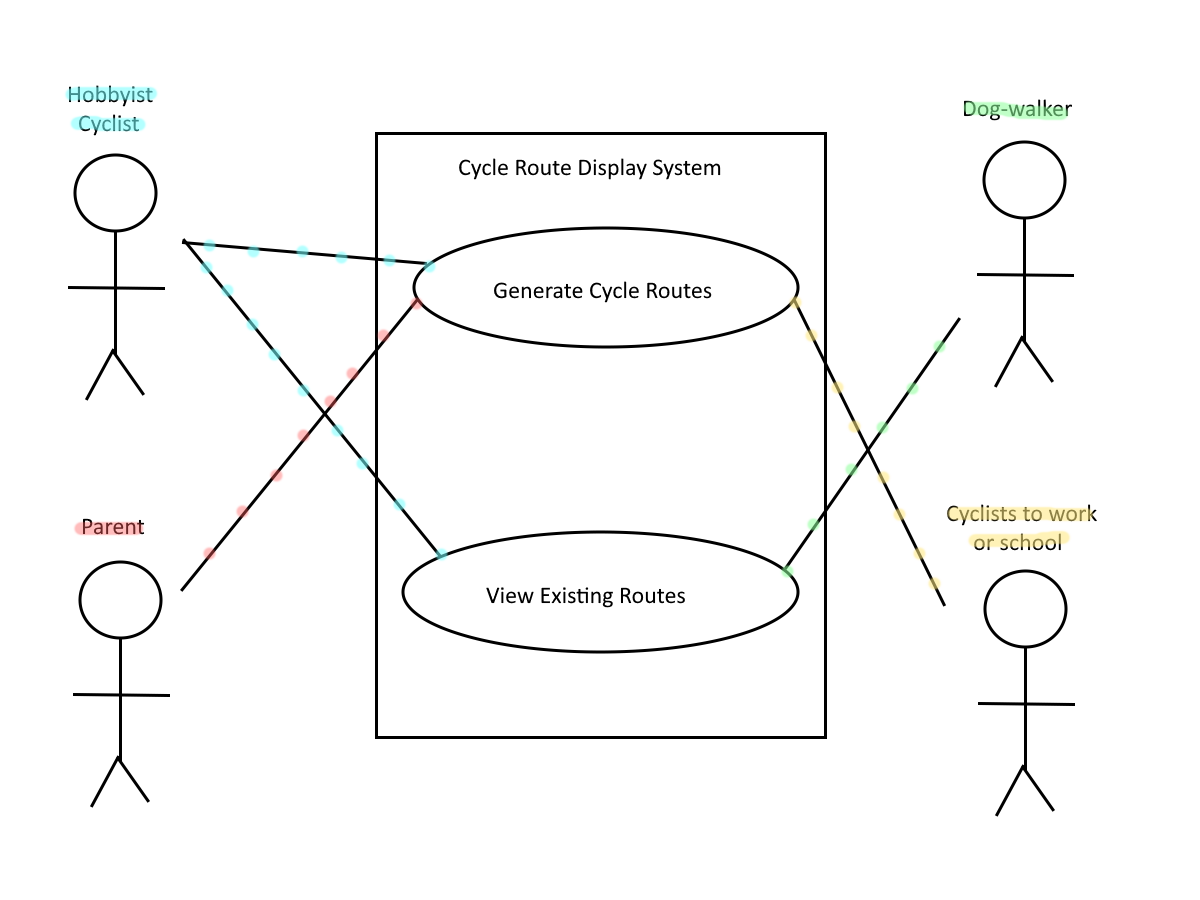 Hobbyist
Cyclist
Dog-walker
Cycle Route Display System
Generate Cycle Routes
Parent
Cyclists to work
or school
View Existing Routes